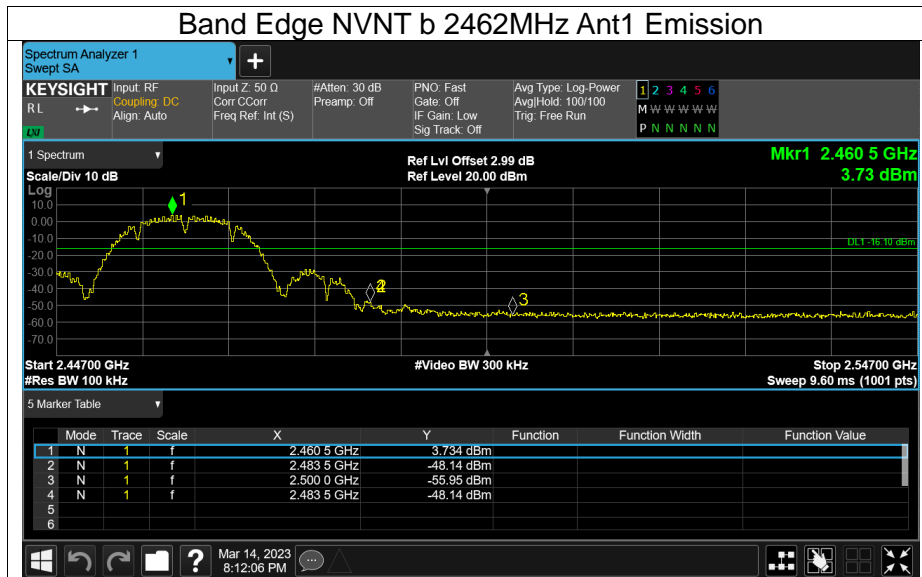 Band Edge NVNT b 2462MHz Ant1 Emission
Spectrum Analyzer 1
Swept SA
+
KEYSIGHT Input: RF Input Z: 50 Ω #Atten: 30 dB PNO: Fast Avg Type: Log-Power 1 2 3 4 5 6
R L Coupling: DC Corr CCorr Preamp: Off Gate: Off Avg|Hold: 100/100 M W W W W W
Align: Auto Freq Ref: Int (S) IF Gain: Low Trig: Free Run
LXI Sig Track: Off P N N N N N
1 Spectrum Ref Lvl Offset 2.99 dB Mkr1 2.460 5 GHz
Scale/Div 10 dB Ref Level 20.00 dBm 3.73 dBm
Log
1
10.0
0.00
-10.0
DL1 -16.10 dBm
-20.0
-30.0
-40.0
2
3
-50.0
-60.0
-70.0
Start 2.44700 GHz #Video BW 300 kHz Stop 2.54700 GHz
#Res BW 100 kHz Sweep 9.60 ms (1001 pts)
5 Marker Table
Mode Trace Scale X Y Function Function Width Function Value
1 N 1 f 2.460 5 GHz 3.734 dBm
2 N 1 f 2.483 5 GHz -48.14 dBm
3 N 1 f 2.500 0 GHz -55.95 dBm
4 N 1 f 2.483 5 GHz -48.14 dBm
5
6
? Mar 14, 2023
8:12:06 PM